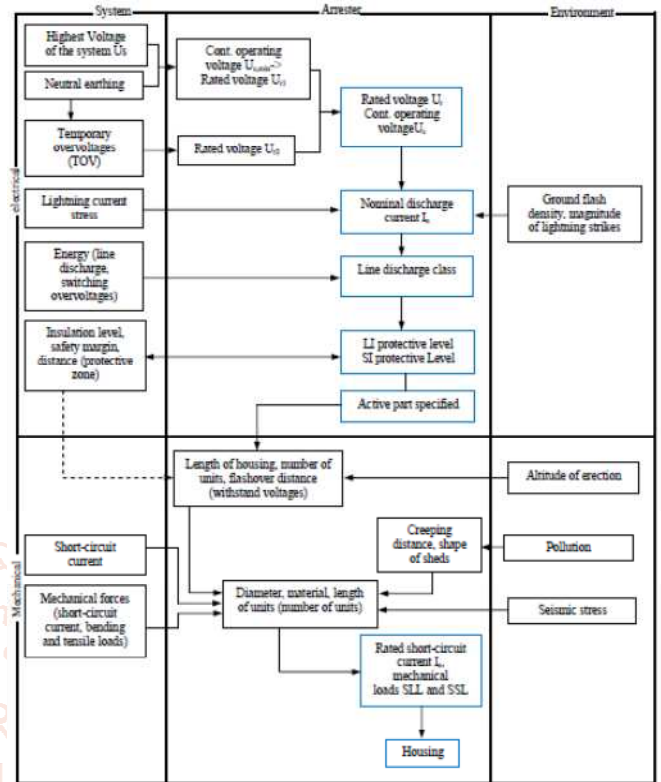 System
Arrester
Environment
electrical
Highest Voltage
of the system Us
Neutral earthing
Temporary
overvoltages
(TOV)
Lightning current
stress
Energy (line
discharge,
switching
overvoltages)
Insulation level,
safety margin,
distance (protective
zone)
Cont. operating
voltage Uc,min->
Rated voltage Ur1
Rated voltage Ur2
Rated voltage Ur
Cont. operating
voltageUc
Nominal discharge
current In
Line discharge class
LI protective level
SI protective Level
Active part specified
Ground flash
density, magnitude
of lightning strikes
Mechanical
Length of housing, number of
units, flashover distance
(withstand voltages)
Altitude of erection
Short-circuit
current
Mechanical forces
(short-circuit
current, bending
and tensile loads)
Creeping
distance, shape
of sheds
Pollution
Diameter, material, length
of units (number of units)
Seismic stress
Rated short-circuit
current Is,
mechanical
loads SLL and SSL
Housing